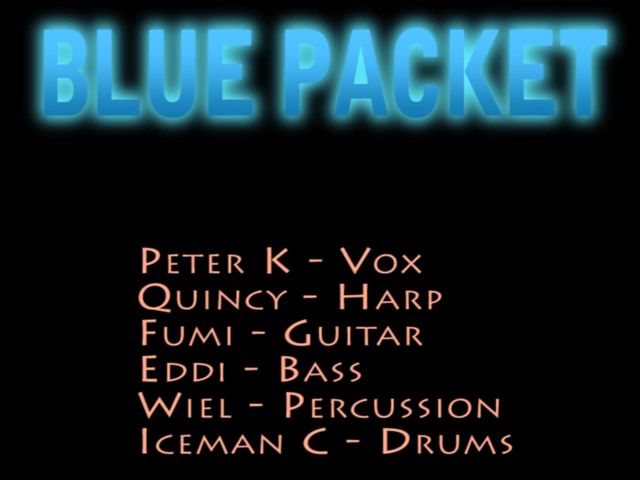 BLUE PACKET
Peter K - Vox
Quincy - Harp
Fumi - Guitar
Eddi - Bass
Wiel - Percussion
Iceman C - Drums